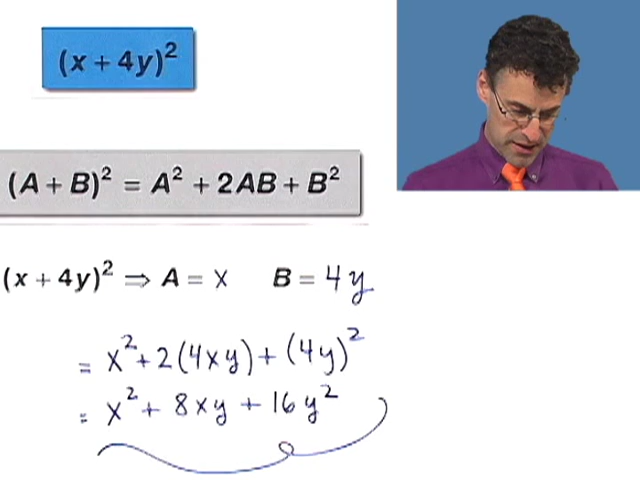 (x + 4y)²
(A + B)² = A² + 2AB + B²
(x + 4y)² ⇒ A = x B = 4y
= x² + 2(4xy) + (4y)²
= x² + 8xy + 16y²